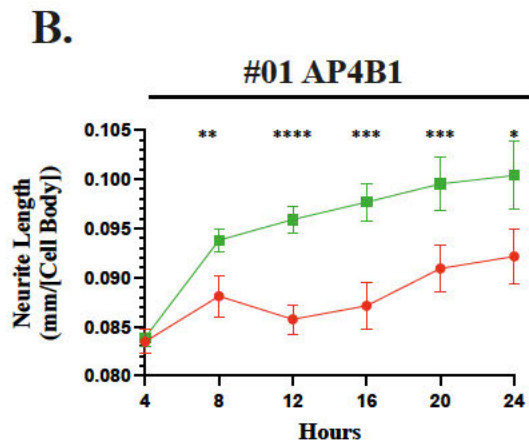 B.
#01 AP4B1
** **** *** *** *
0.105
0.100
0.095
0.090
0.085
0.080
Neurite Length
(mm/[Cell Body])
4 8 12 16 20 24
Hours